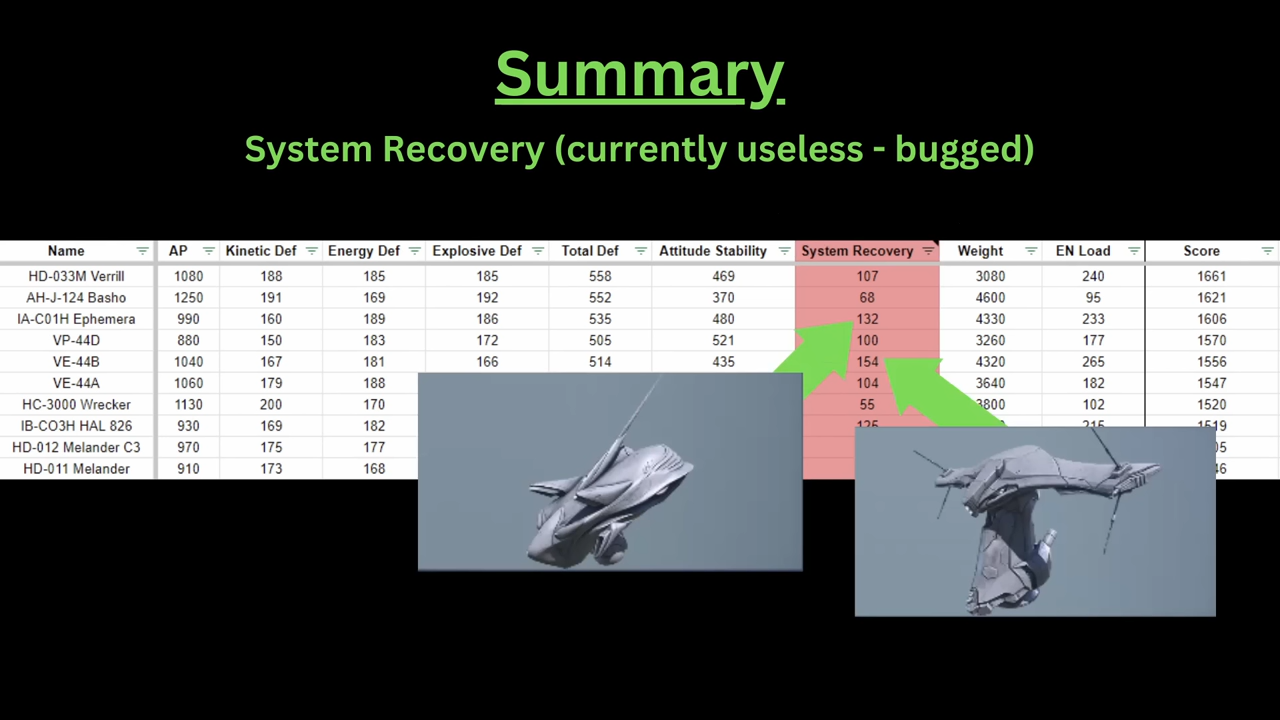 Summary
System Recovery (currently useless - bugged)
Name AP Kinetic Def Energy Def Explosive Def Total Def Attitude Stability System Recovery Weight EN Load Score
HD-033M Verrill 1080 188 185 185 558 469 107 3080 240 1661
AH-J-124 Basho 1250 191 169 192 552 370 68 4600 95 1621
IA-C01H Ephemera 990 160 189 186 535 480 132 4330 233 1606
VP-44D 880 150 183 172 505 521 100 3260 177 1570
VE-44B 1040 167 181 166 514 435 154 4320 265 1556
VE-44A 1060 179 188 104 3640 182 1547
HC-3000 Wrecker 1130 200 170 55 3800 102 1520
IB-CO3H HAL 826 930 169 182 125 215 1519
HD-012 Melander C3 970 175 177
HD-011 Melander 910 173 168